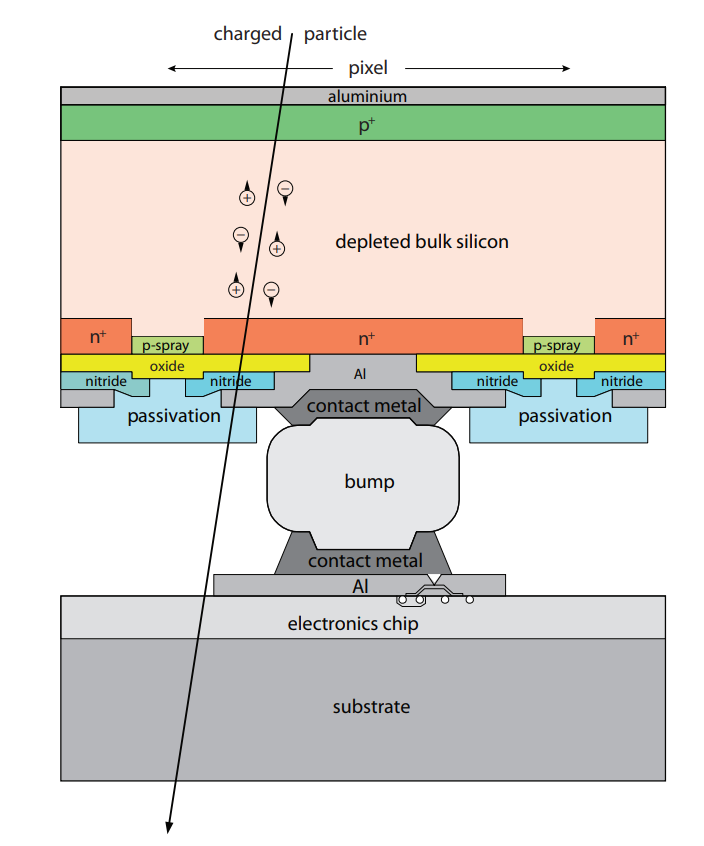 charged particle
pixel
aluminium
p+
depleted bulk silicon
n+ n+ n+
p-spray p-spray
oxide oxide
Al
nitride nitride nitride nitride
contact metal
passivation passivation
bump
contact metal
Al
electronics chip
substrate